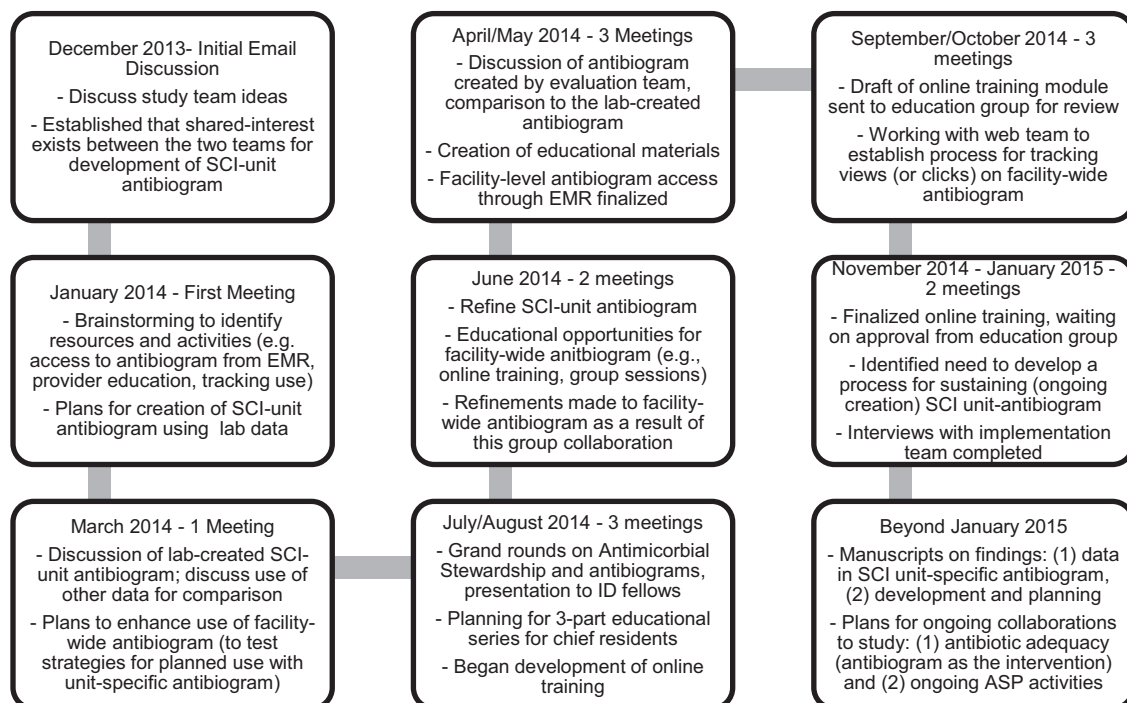 December 2013- Initial Email
Discussion
- Discuss study team ideas
- Established that shared-interest
exists between the two teams for
development of SCI-unit
antibiogram
January 2014 - First Meeting
- Brainstorming to identify
resources and activities (e.g.
access to antibiogram from EMR,
provider education, tracking use)
- Plans for creation of SCI-unit
antibiogram using lab data
March 2014 - 1 Meeting
- Discussion of lab-created SCI-
unit antibiogram; discuss use of
other data for comparison
- Plans to enhance use of facility-
wide antibiogram (to test
strategies for planned use with
unit-specific antibiogram)
April/May 2014 - 3 Meetings
- Discussion of antibiogram
created by evaluation team,
comparison to the lab-created
antibiogram
- Creation of educational materials
- Facility-level antibiogram access
through EMR finalized
June 2014 - 2 meetings
- Refine SCI-unit antibiogram
- Educational opportunities for
facility-wide anitbiogram (e.g.,
online training, group sessions)
- Refinements made to facility-
wide antibiogram as a result of
this group collaboration
July/August 2014 - 3 meetings
- Grand rounds on Antimicorbial
Stewardship and antibiograms,
presentation to ID fellows
- Planning for 3-part educational
series for chief residents
- Began development of online
training
September/October 2014 - 3
meetings
- Draft of online training module
sent to education group for review
- Working with web team to
establish process for tracking
views (or clicks) on facility-wide
antibiogram
November 2014 - January 2015 -
2 meetings
- Finalized online training, waiting
on approval from education group
- Identified need to develop a
process for sustaining (ongoing
creation) SCI unit-antibiogram
- Interviews with implementation
team completed
Beyond January 2015
- Manuscripts on findings: (1) data
in SCI unit-specific antibiogram,
(2) development and planning
- Plans for ongoing collaborations
to study: (1) antibiotic adequacy
(antibiogram as the intervention)
and (2) ongoing ASP activities